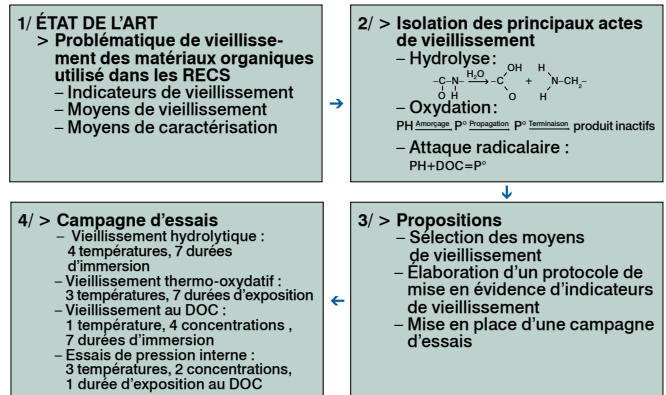 1/ ÉTAT DE L'ART
> Problématique de vieillisse-
ment des matériaux organiques
utilisé dans les RECS
– Indicateurs de vieillissement
– Moyens de vieillissement
– Moyens de caractérisation
2/ > Isolation des principaux actes
de vieillissement
– Hydrolyse :
OH H
–C–N– H₂O –C + N–CH₂–
O H O H
– Oxydation :
PH Amorçage P° Propagation P° Terminaison produit inactifs
– Attaque radicalaire :
PH+DOC=P°
3/ > Propositions
– Sélection des moyens
de vieillissement
– Élaboration d'un protocole de
mise en évidence d'indicateurs
de vieillissement
– Mise en place d'une campagne
d'essais
4/ > Campagne d'essais
– Vieillissement hydrolytique :
4 températures, 7 durées
d'immersion
– Vieillissement thermo-oxydatif :
3 températures, 7 durées d'exposition
– Vieillissement au DOC :
1 température, 4 concentrations ,
7 durées d'immersion
– Essais de pression interne :
3 températures, 2 concentrations,
1 durée d'exposition au DOC